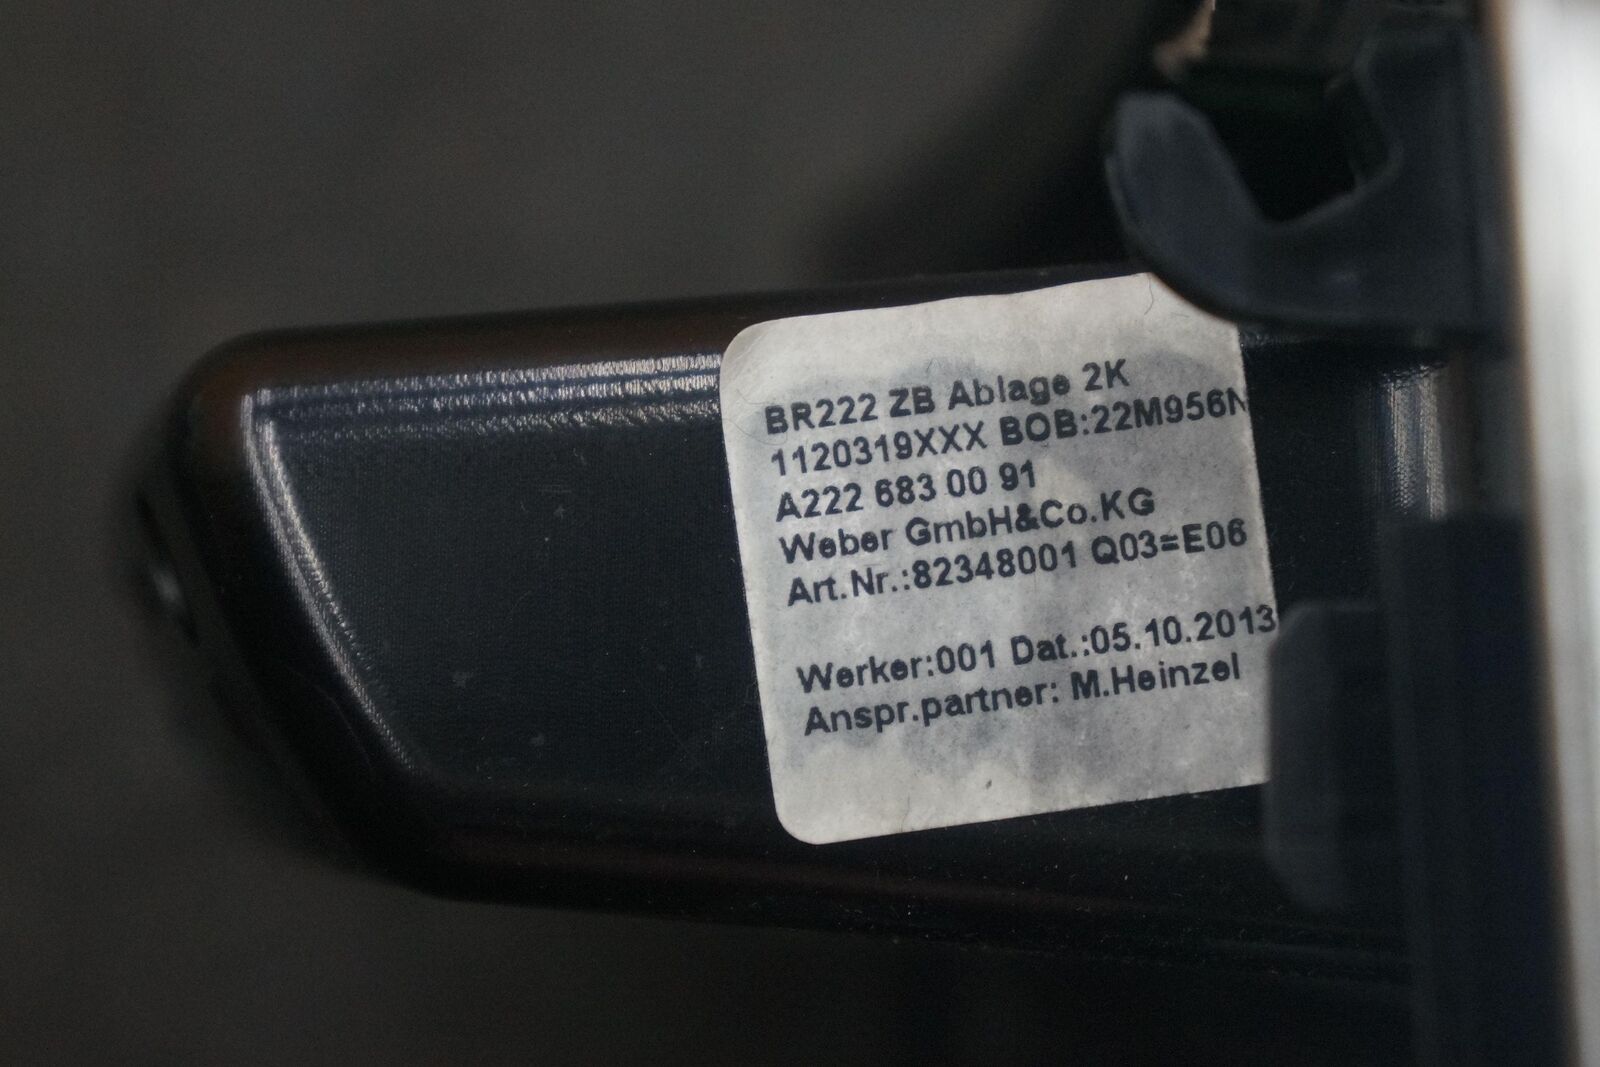 BR222 ZB Ablage 2K
1120319XXX BOB:22M956N
A222 683 00 91
Weber GmbH&Co.KG
Art.Nr.:82348001 Q03=E06
Werker:001 Dat.:05.10.2013
Anspr.partner: M.Heinzel